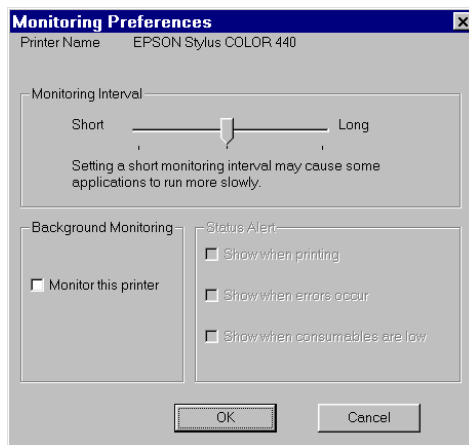 Monitoring Preferences
Printer Name EPSON Stylus COLOR 440
Monitoring Interval
Short Long
Setting a short monitoring interval may cause some
applications to run more slowly.
Background Monitoring
Monitor this printer
Status Alert
Show when printing
Show when errors occur
Show when consumables are low
OK Cancel